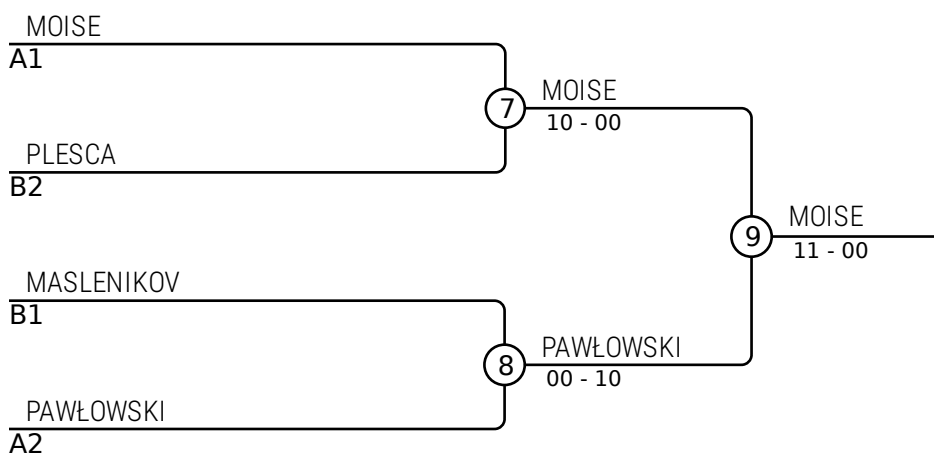 MOISE
A1
7
MOISE
10 - 00
PLESCA
B2
9
MOISE
11 - 00
MASLENIKOV
B1
8
PAWŁOWSKI
00 - 10
PAWŁOWSKI
A2